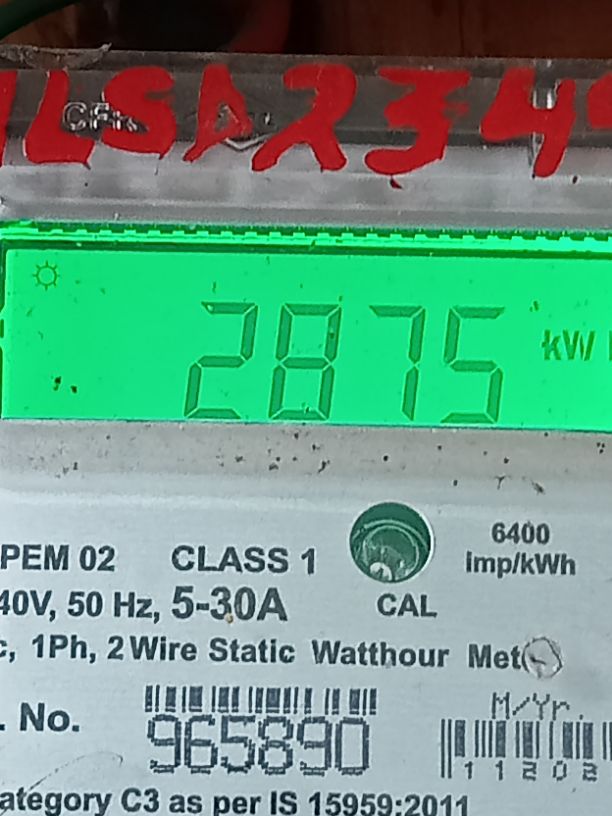 LSA234
2875 kW
6400
PEM 02 CLASS 1 imp/kWh
40V, 50 Hz, 5-30A CAL
1Ph, 2 Wire Static Watthour
No. 965890 M/Yr.
11202
ategory C3 as per IS 15959:2011